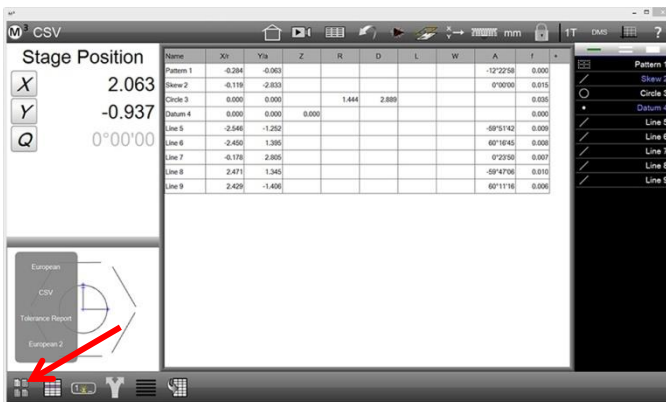 M³ CSV
mm
1T DMS ?
Stage Position
X 2.063
Y -0.937
Q 0°00'00
Name X/r Y/a Z R D L W A f +
Pattern 1 -0.284 -0.063 -12°22'58 0.000
Skew 2 -0.119 -2.833 0°00'00 0.015
Circle 3 0.000 0.000 1.444 2.889 0.035
Datum 4 0.000 0.000 0.000 0.000
Line 5 -2.546 -1.252 -59°51'42 0.009
Line 6 -2.450 1.395 60°16'45 0.008
Line 7 -0.178 2.805 0°23'50 0.007
Line 8 2.471 1.345 -59°47'06 0.010
Line 9 2.429 -1.406 60°11'16 0.006
Pattern 1
Skew 2
Circle 3
Datum 4
Line 5
Line 6
Line 7
Line 8
Line 9
European
CSV
Tolerance Report
European 2